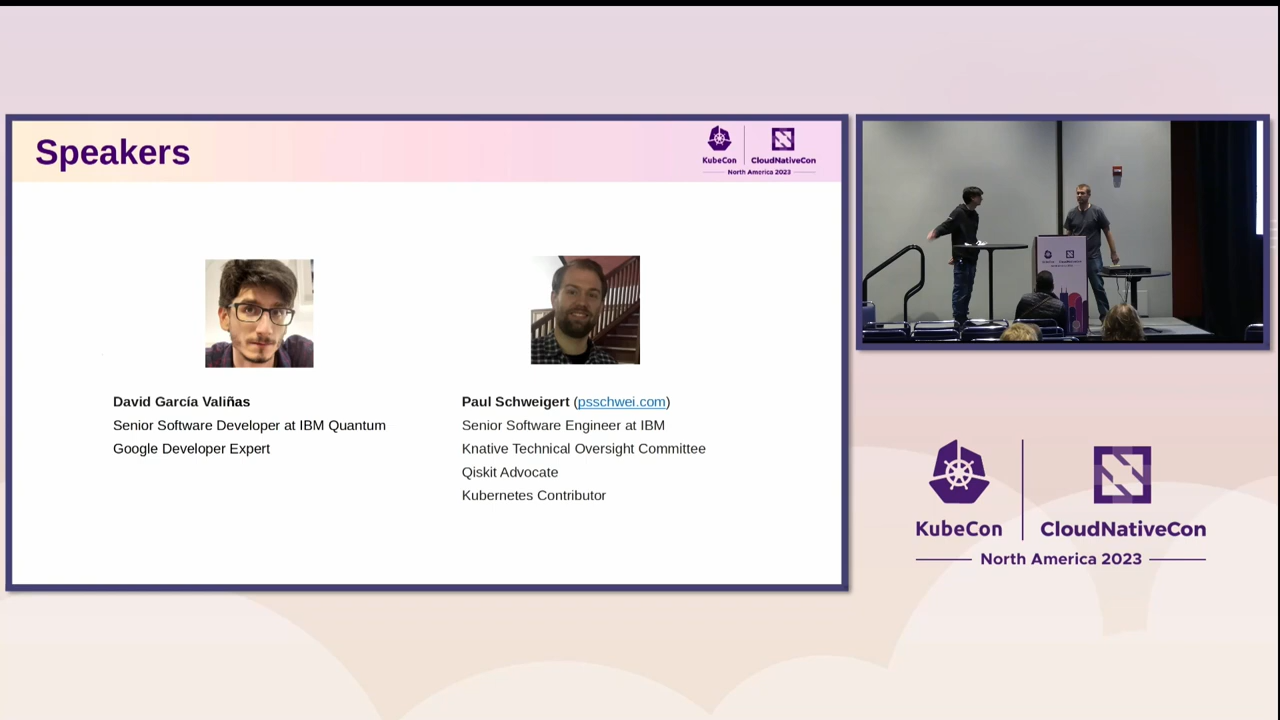 Speakers
KubeCon
CloudNativeCon
North America 2023
David García Valiñas
Senior Software Developer at IBM Quantum
Google Developer Expert
Paul Schweigert (psschwei.com)
Senior Software Engineer at IBM
Knative Technical Oversight Committee
Qiskit Advocate
Kubernetes Contributor
KubeCon
CloudNativeCon
North America 2023